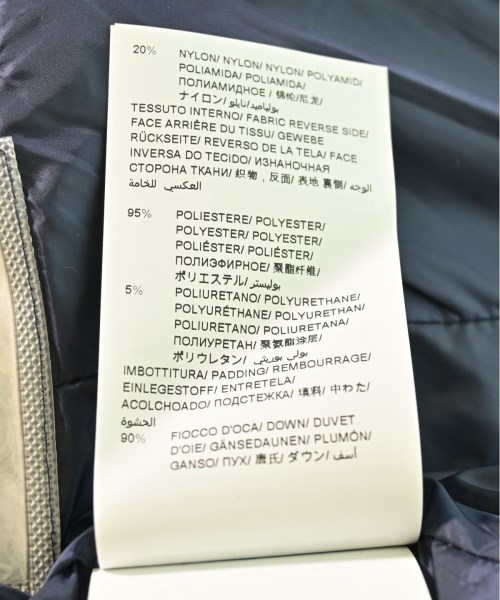 20% NYLON/ NYLON/ NYLON/ POLYAMID/
POLIAMIDA/ POLIAMIDA/
ПОЛИАМИДНОЕ / 锦纶/尼龙/
ナイロン/ بولياميد/نايلو/
TESSUTO INTERNO/ FABRIC REVERSE SIDE/
FACE ARRIÈRE DU TISSU/ GEWEBE
RÜCKSEITE/ REVERSO DE LA TELA/ FACE
INVERSA DO TECIDO/ ИЗНАНОЧНАЯ
СТОРОНА ТКАНИ/ 织物，反面/ 表地 裏側/ الوجه
العكسي للخامة
95% POLIESTERE/ POLYESTER/
POLYESTER/ POLYESTER/
POLIÉSTER/ POLIÉSTER/
ПОЛИЭФИРНОЕ/ 聚酯纤维/
ポリエステル/ بوليستر/
5% POLIURETANO/ POLYURETHANE/
POLYURÉTHANE/ POLYURETHAN/
POLIURETANO/ POLIURETANA/
ПОЛИУРЕТАН/ 聚氨酯涂层/
ポリウレタン/
IMBOTTITURA/ PADDING/ REMBOURRAGE/
EINLEGESTOFF/ ENTRETELA/
ACOLCHOADO/ ПОДСТЕЖКА/ 填料/ 中わた/
الحشوة
90% FIOCCO D'OCA/ DOWN/ DUVET
D'OIE/ GÄNSEDAUNEN/ PLUMÓN/
GANSO/ ПУХ/ 唐氏/ ダウン/ أسف/